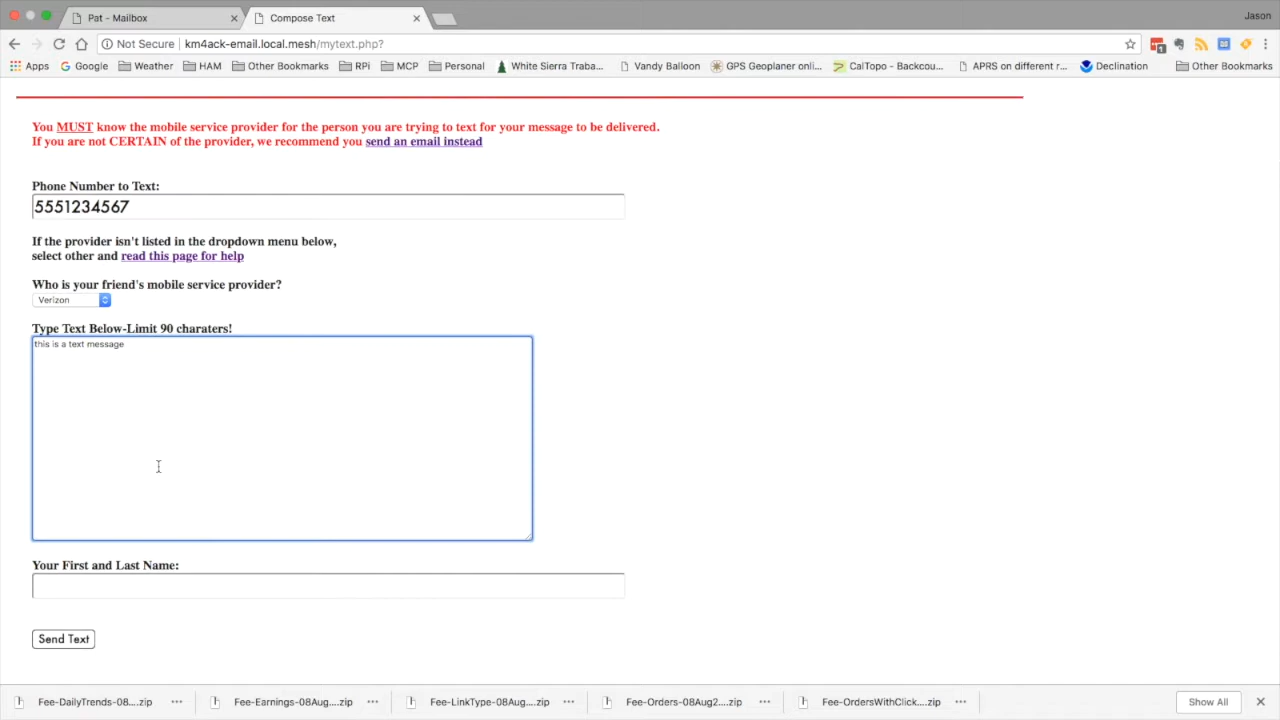 Pat - Mailbox
Compose Text
Jason
Not Secure km4ack-email.local.mesh/mytext.php?
1
Apps Google Weather HAM Other Bookmarks RPi MCP Personal White Sierra Traba... Vandy Balloon GPS Geoplaner onli... CalTopo - Backcou... APRS on different r... Declination Other Bookmarks
You MUST know the mobile service provider for the person you are trying to text for your message to be delivered.
If you are not CERTAIN of the provider, we recommend you send an email instead
Phone Number to Text:
5551234567
If the provider isn't listed in the dropdown menu below,
select other and read this page for help
Who is your friend's mobile service provider?
Verizon
Type Text Below-Limit 90 charaters!
this is a text message
Your First and Last Name:
Send Text
Fee-DailyTrends-08....zip Fee-Earnings-08Aug....zip Fee-LinkType-08Aug....zip Fee-Orders-08Aug2....zip Fee-OrdersWithClick....zip Show All